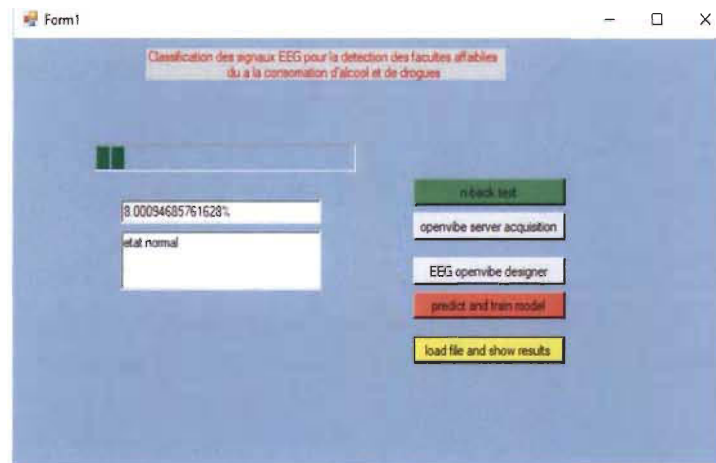 Form1
Classification des signaux EEG pour la detection des facultes affaiblies
du a la consomation d'alcool et de drogues
8.00094685761628%
etat normal
n-back test
openvibe server acquisition
EEG openvibe designer
predict and train model
load file and show results